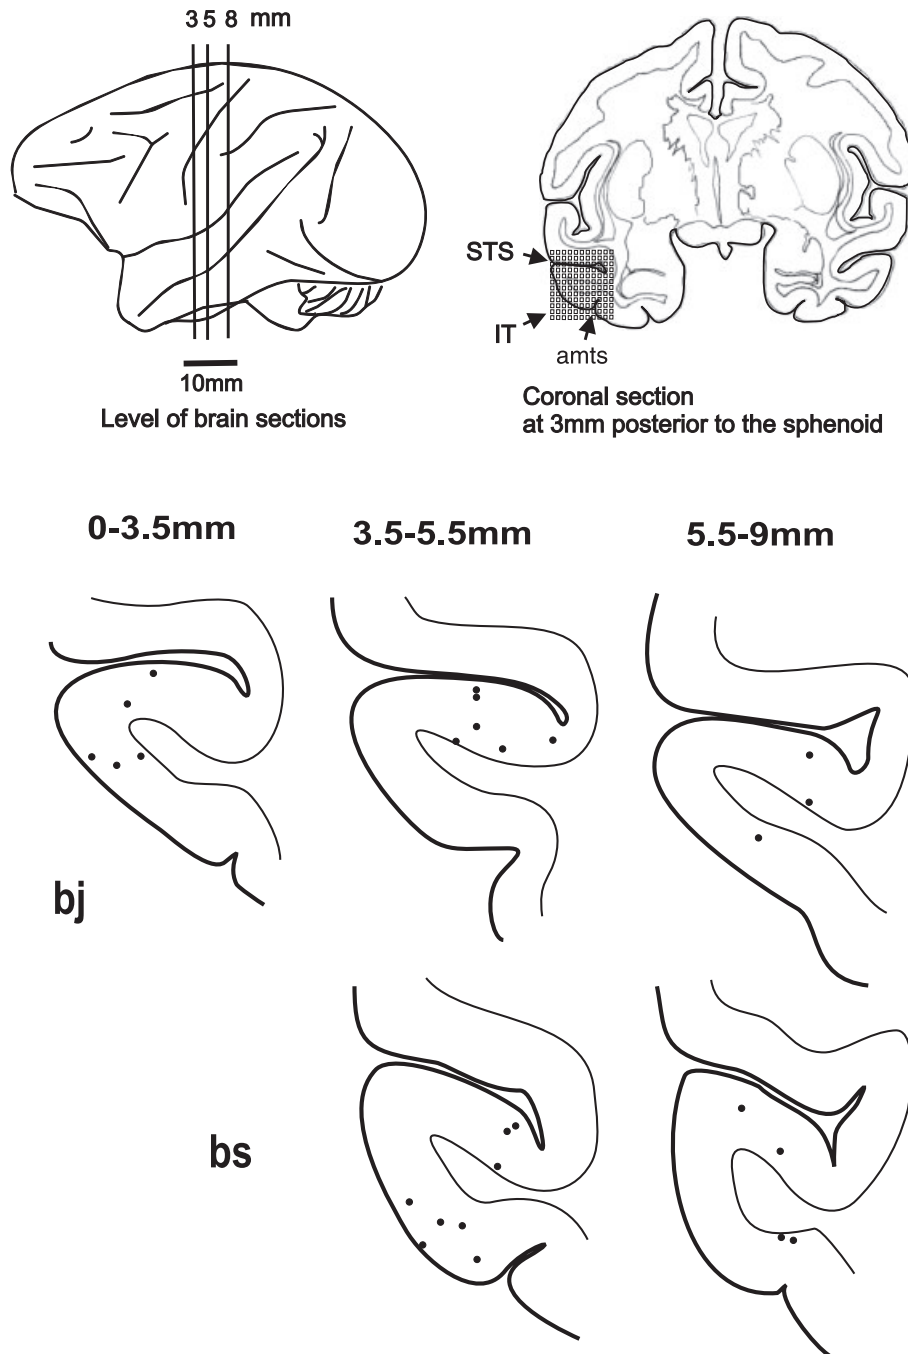 3 5 8 mm
10mm
Level of brain sections
STS
IT
amts
Coronal section
at 3mm posterior to the sphenoid
0-3.5mm
3.5-5.5mm
5.5-9mm
bj
bs